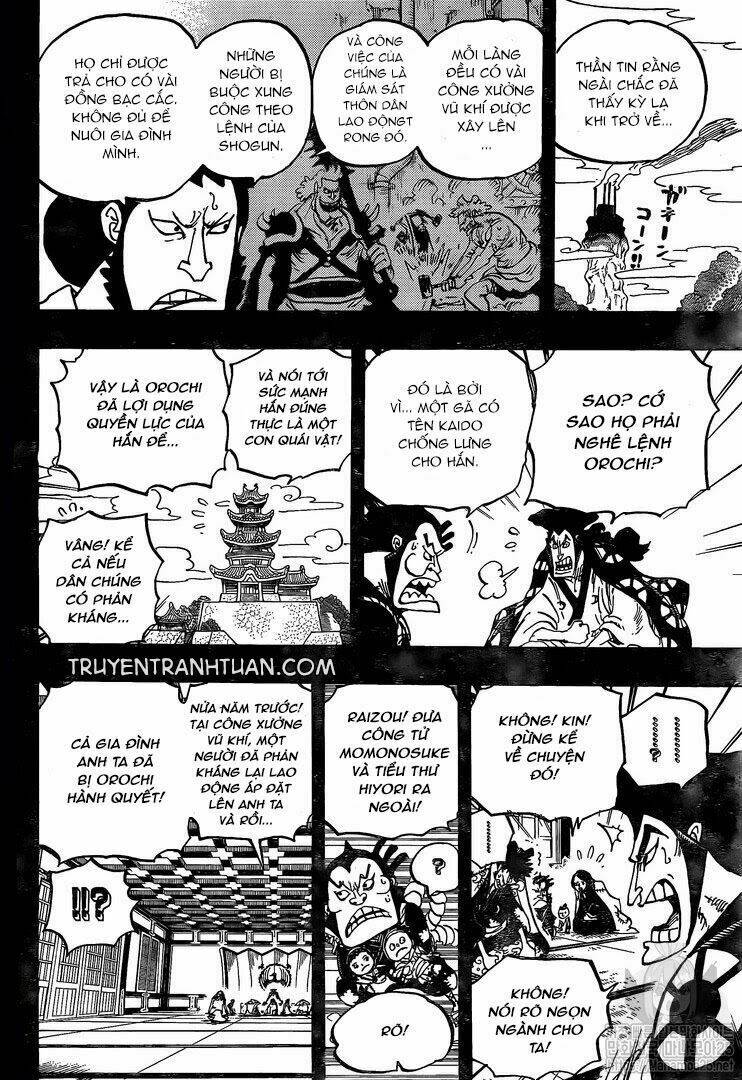 THẦN TIN RẰNG
NGÀI CHẮC ĐÃ
THẤY KỲ LẠ
KHI TRỞ VỀ...
MỖI LÀNG
ĐỀU CÓ VÀI
CÔNG XƯỞNG
VŨ KHÍ ĐƯỢC
XÂY LÊN
...
VÀ CÔNG
VIỆC CỦA
CHÚNG LÀ
GIÁM SÁT
THÔN DÂN
LAO ĐỘNGT
RONG ĐÓ.
NHỮNG
NGƯỜI BỊ
BUỘC XUNG
CÔNG THEO
LỆNH CỦA
SHOGUN.
HỌ CHỈ ĐƯỢC
TRẢ CHO CÓ VÀI
ĐỒNG BẠC CẮC.
KHÔNG ĐỦ ĐỂ
NUÔI GIA ĐÌNH
MÌNH.
ガチーン
コーン!!
SAO? CỚ
SAO HỌ PHẢI
NGHE LỆNH
OROCHI?
ĐÓ LÀ BỞI
VÌ... MỘT GÃ CÓ
TÊN KAIDO
CHỐNG LƯNG
CHO HẮN.
VÀ NÓI TỚI
SỨC MẠNH
HẮN ĐÚNG
THỰC LÀ MỘT
CON QUÁI VẬT!
VẬY LÀ OROCHI
ĐÃ LỢI DỤNG
QUYỀN LỰC CỦA
HẮN ĐỂ...
VÂNG! KỂ
CẢ NẾU
DÂN CHÚNG
CÓ PHẢN
KHÁNG...
TRUYENTRANHTUAN.COM
.........?
KHÔNG! KIN!
ĐỪNG KỂ
VỀ CHUYỆN
ĐÓ!
KHÔNG!
NÓI RÕ NGỌN
NGÀNH CHO
TA!
RAIZOU! ĐƯA
CÔNG TỬ
MOMONOSUKE
VÀ TIỂU THƯ
HIYORI RA
NGOÀI!
?
RÕ!
NỬA NĂM TRƯỚC!
TẠI CÔNG XƯỞNG
VŨ KHÍ, MỘT
NGƯỜI ĐÃ PHẢN
KHÁNG LẠI LAO
ĐỘNG ÁP ĐẶT
LÊN ANH TA
VÀ RỒI...
CẢ GIA ĐÌNH
ANH TA ĐÃ
BỊ OROCHI
HÀNH QUYẾT!
!!?